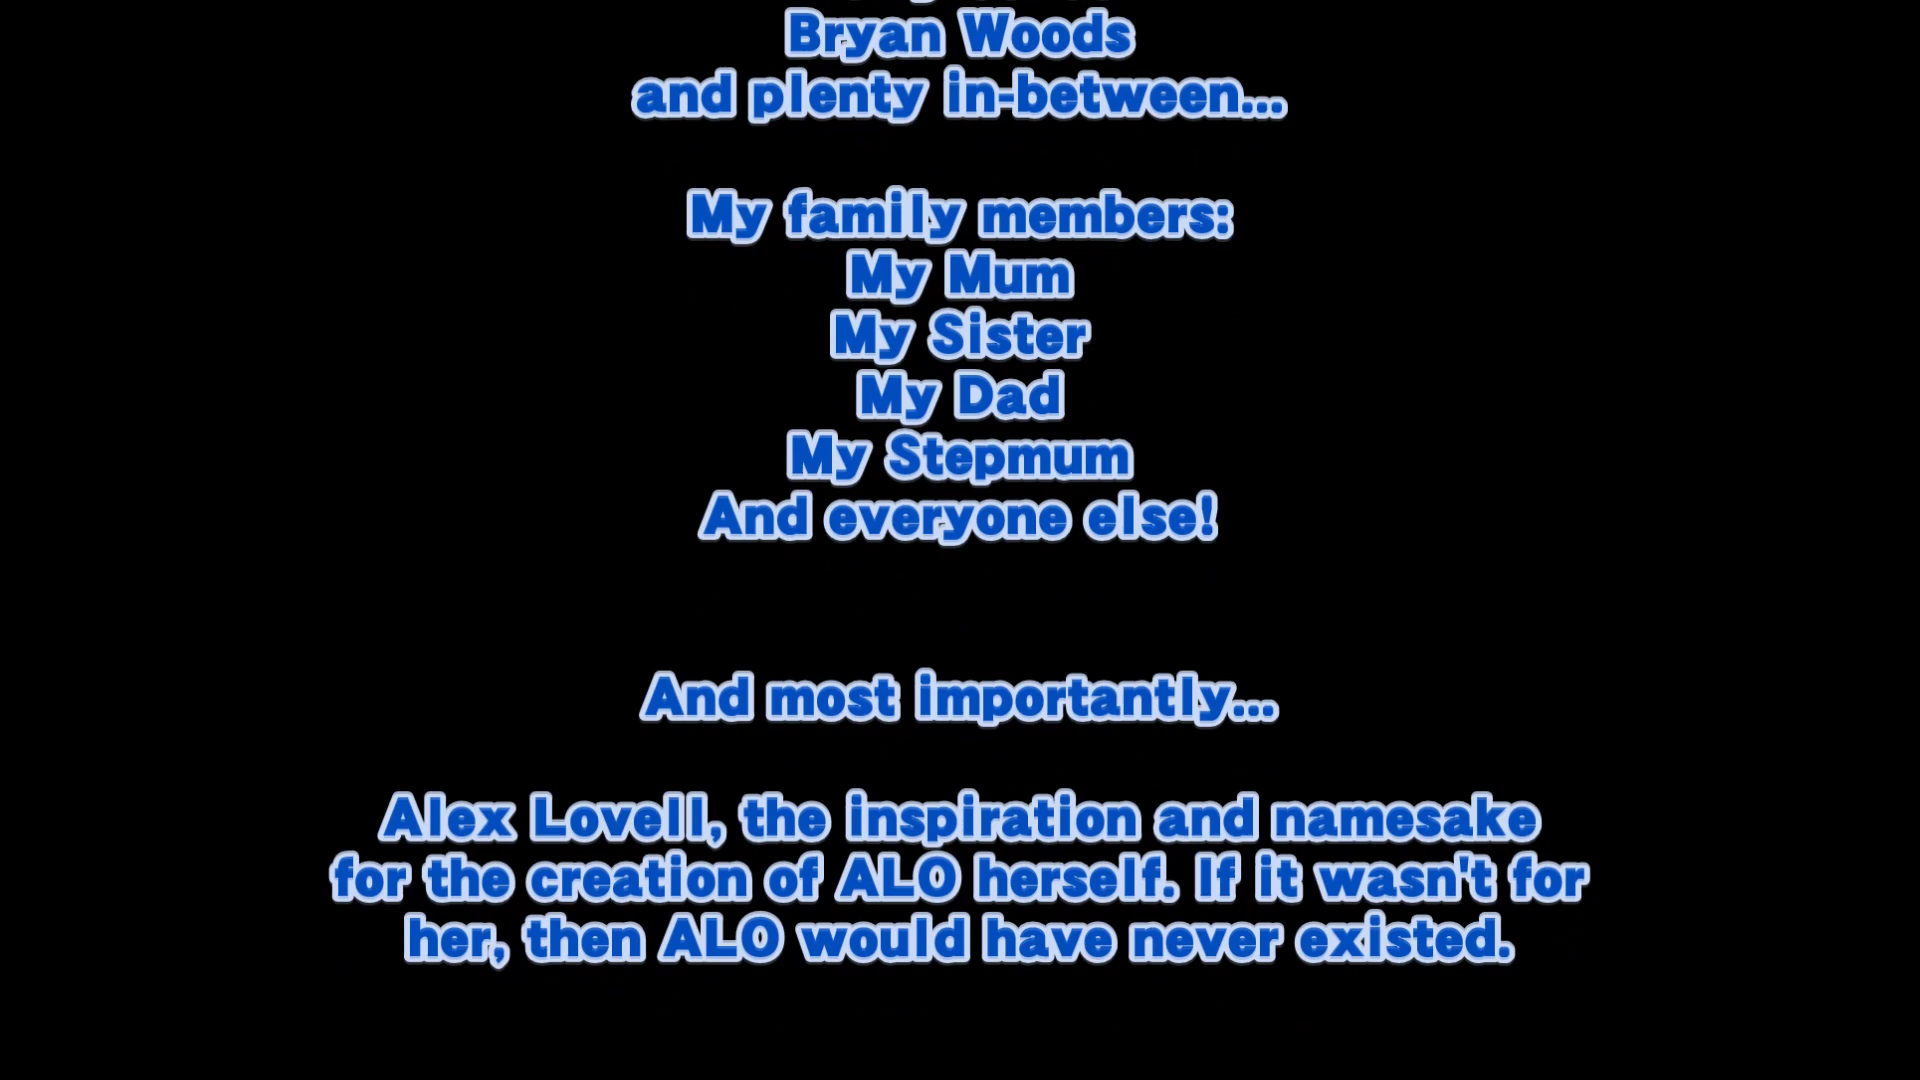 Bryan Woods
and plenty in-between...
My family members:
My Mum
My Sister
My Dad
My Stepmum
And everyone else!
And most importantly...
Alex Lovell, the inspiration and namesake
for the creation of ALO herself. If it wasn't for
her, then ALO would have never existed.